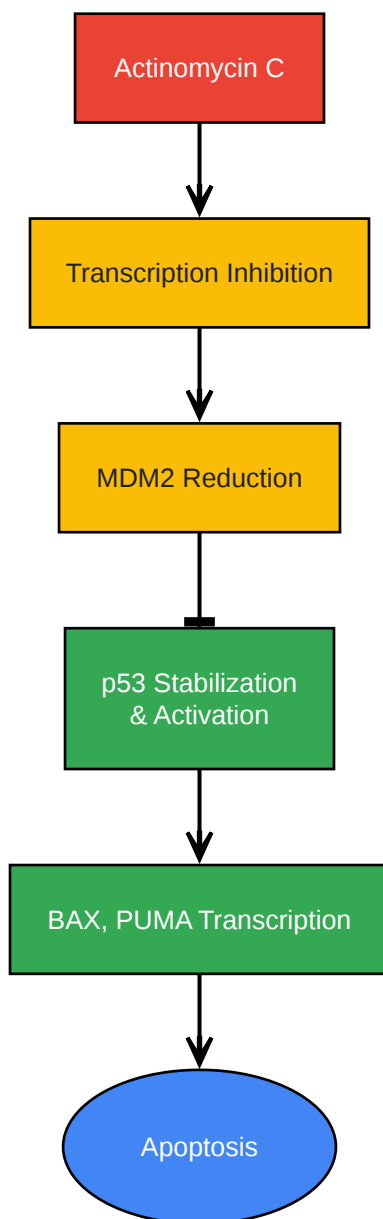 Actinomycin C
Transcription Inhibition
MDM2 Reduction
p53 Stabilization
& Activation
BAX, PUMA Transcription
Apoptosis